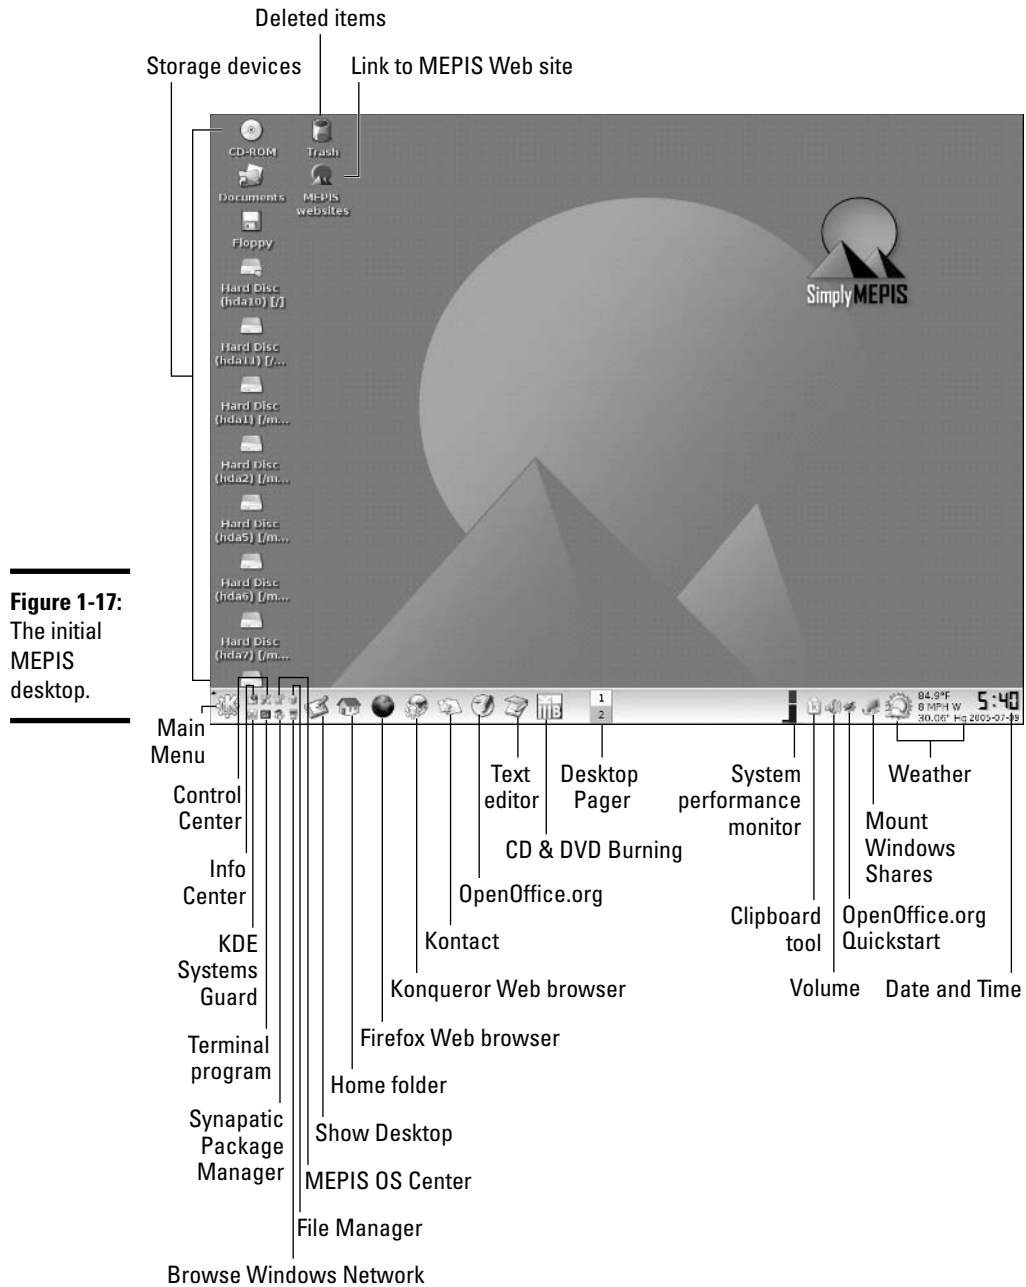 Deleted items
Storage devices
Link to MEPIS Web site
CD-ROM
Trash
Documents
MEPIS
websites
Floppy
Hard Disc
(hda10) [/]
Hard Disc
(hda11) [/...
Hard Disc
(hda1) [/m...
Hard Disc
(hda2) [/m...
Hard Disc
(hda5) [/m...
Hard Disc
(hda6) [/m...
Hard Disc
(hda7) [/m...
SimplyMEPIS
Figure 1-17:
The initial
MEPIS
desktop.
1
2
84.9°F
8 MPH W
30.06" Hg
5:40
2005-07-09
Main
Menu
Control
Center
Info
Center
KDE
Systems
Guard
Terminal
program
Synapatic
Package
Manager
Browse Windows Network
File Manager
MEPIS OS Center
Show Desktop
Home folder
Firefox Web browser
Konqueror Web browser
Kontact
OpenOffice.org
Text
editor
CD & DVD Burning
Desktop
Pager
System
performance
monitor
Clipboard
tool
Volume
OpenOffice.org
Quickstart
Mount
Windows
Shares
Weather
Date and Time